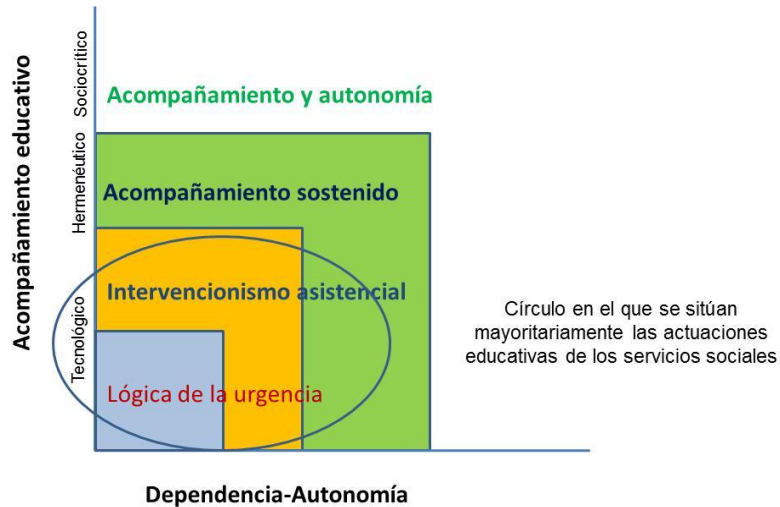 Acompañamiento educativo
Sociocrítico
Hermenéutico
Tecnológico
Acompañamiento y autonomía
Acompañamiento sostenido
Intervencionismo asistencial
Lógica de la urgencia
Círculo en el que se sitúan
mayoritariamente las actuaciones
educativas de los servicios sociales
Dependencia-Autonomía